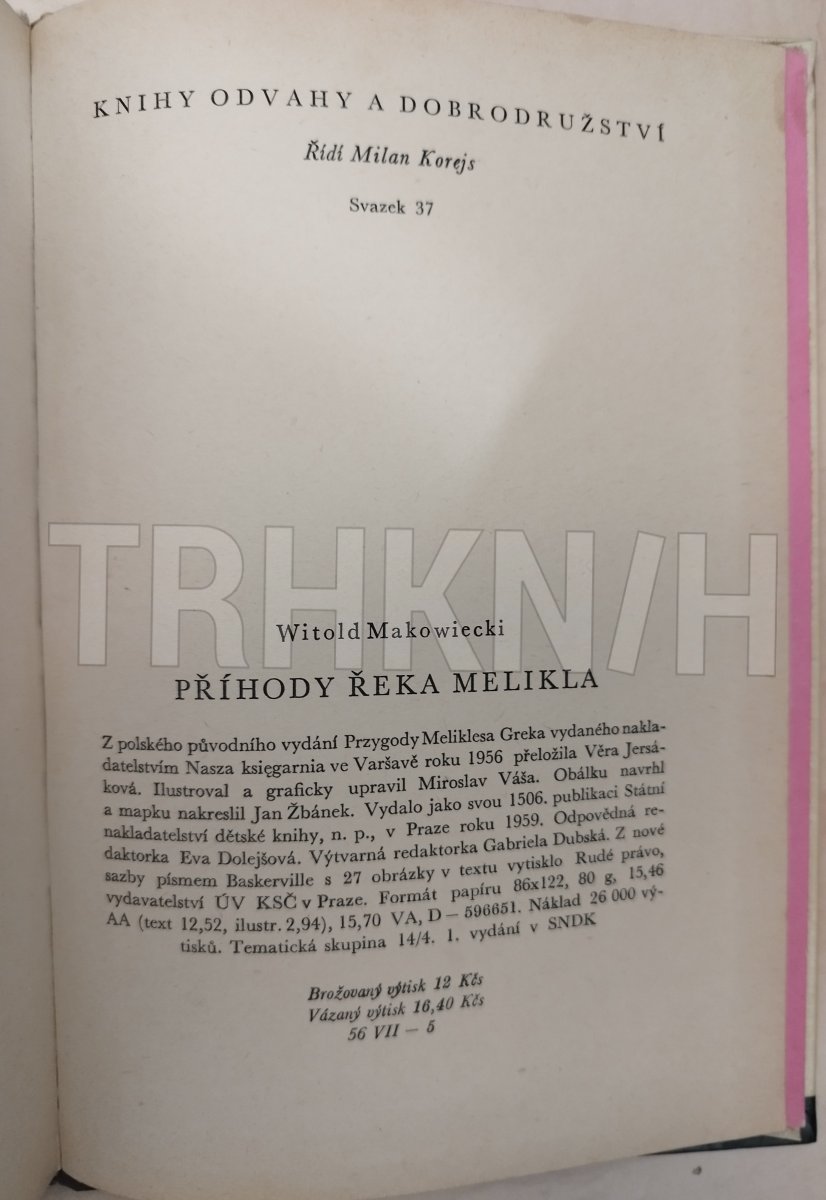 KNIHY ODVAHY A DOBRODRUŽSTVÍ
Řídí Milan Korejs
Svazek 37
TRHKNIH
Witold Makowiecki
PŘÍHODY ŘEKA MELIKLA
Z polského původního vydání Przygody Meliklesa Greka vydaného nakla-
datelstvím Nasza księgarnia ve Varšavě roku 1956 přeložila Věra Jersá-
ková. Ilustroval a graficky upravil Miroslav Váša. Obálku navrhl
a mapku nakreslil Jan Žbánek. Vydalo jako svou 1506. publikaci Státní
nakladatelství dětské knihy, n. p., v Praze roku 1959. Odpovědná re-
daktorka Eva Dolejšová. Výtvarná redaktorka Gabriela Dubská. Z nové
sazby písmem Baskerville s 27 obrázky v textu vytisklo Rudé právo,
vydavatelství ÚV KSČ v Praze. Formát papíru 86x122, 80 g, 15,46
AA (text 12,52, ilustr. 2,94), 15,70 VA, D — 596651. Náklad 26 000 vý-
tisků. Tematická skupina 14/4. 1. vydání v SNDK
Brožovaný výtisk 12 Kčs
Vázaný výtisk 16,40 Kčs
56 VII — 5